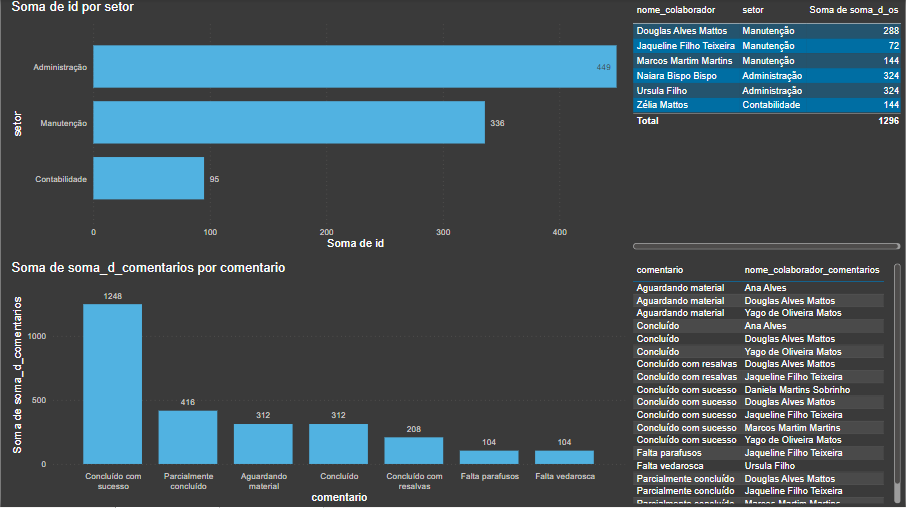 Soma de id por setor
setor
Administração
449
Manutenção
336
Contabilidade
95
0 100 200 300 400
Soma de id
nome_colaborador setor Soma de soma_d_os
Douglas Alves Mattos Manutenção 288
Jaqueline Filho Teixeira Manutenção 72
Marcos Martim Martins Manutenção 144
Naiara Bispo Bispo Administração 324
Ursula Filho Administração 324
Zélia Mattos Contabilidade 144
Total 1296
Soma de soma_d_comentarios por comentario
Soma de soma_d_comentarios
1000
500
0
1248 416 312 312 208 104 104
Concluído com sucesso
Parcialmente concluído
Aguardando material
Concluído
Concluído com resalvas
Falta parafusos
Falta vedarosca
comentario
comentario nome_colaborador_comentarios
Aguardando material Ana Alves
Aguardando material Douglas Alves Mattos
Aguardando material Yago de Oliveira Matos
Concluído Ana Alves
Concluído Douglas Alves Mattos
Concluído Yago de Oliveira Matos
Concluído com resalvas Douglas Alves Mattos
Concluído com resalvas Jaqueline Filho Teixeira
Concluído com sucesso Daniela Martins Sobrinho
Concluído com sucesso Douglas Alves Mattos
Concluído com sucesso Jaqueline Filho Teixeira
Concluído com sucesso Marcos Martim Martins
Concluído com sucesso Yago de Oliveira Matos
Falta parafusos Jaqueline Filho Teixeira
Falta vedarosca Ursula Filho
Parcialmente concluído Douglas Alves Mattos
Parcialmente concluído Jaqueline Filho Teixeira
Parcialmente concluído Marcos Martim Martins